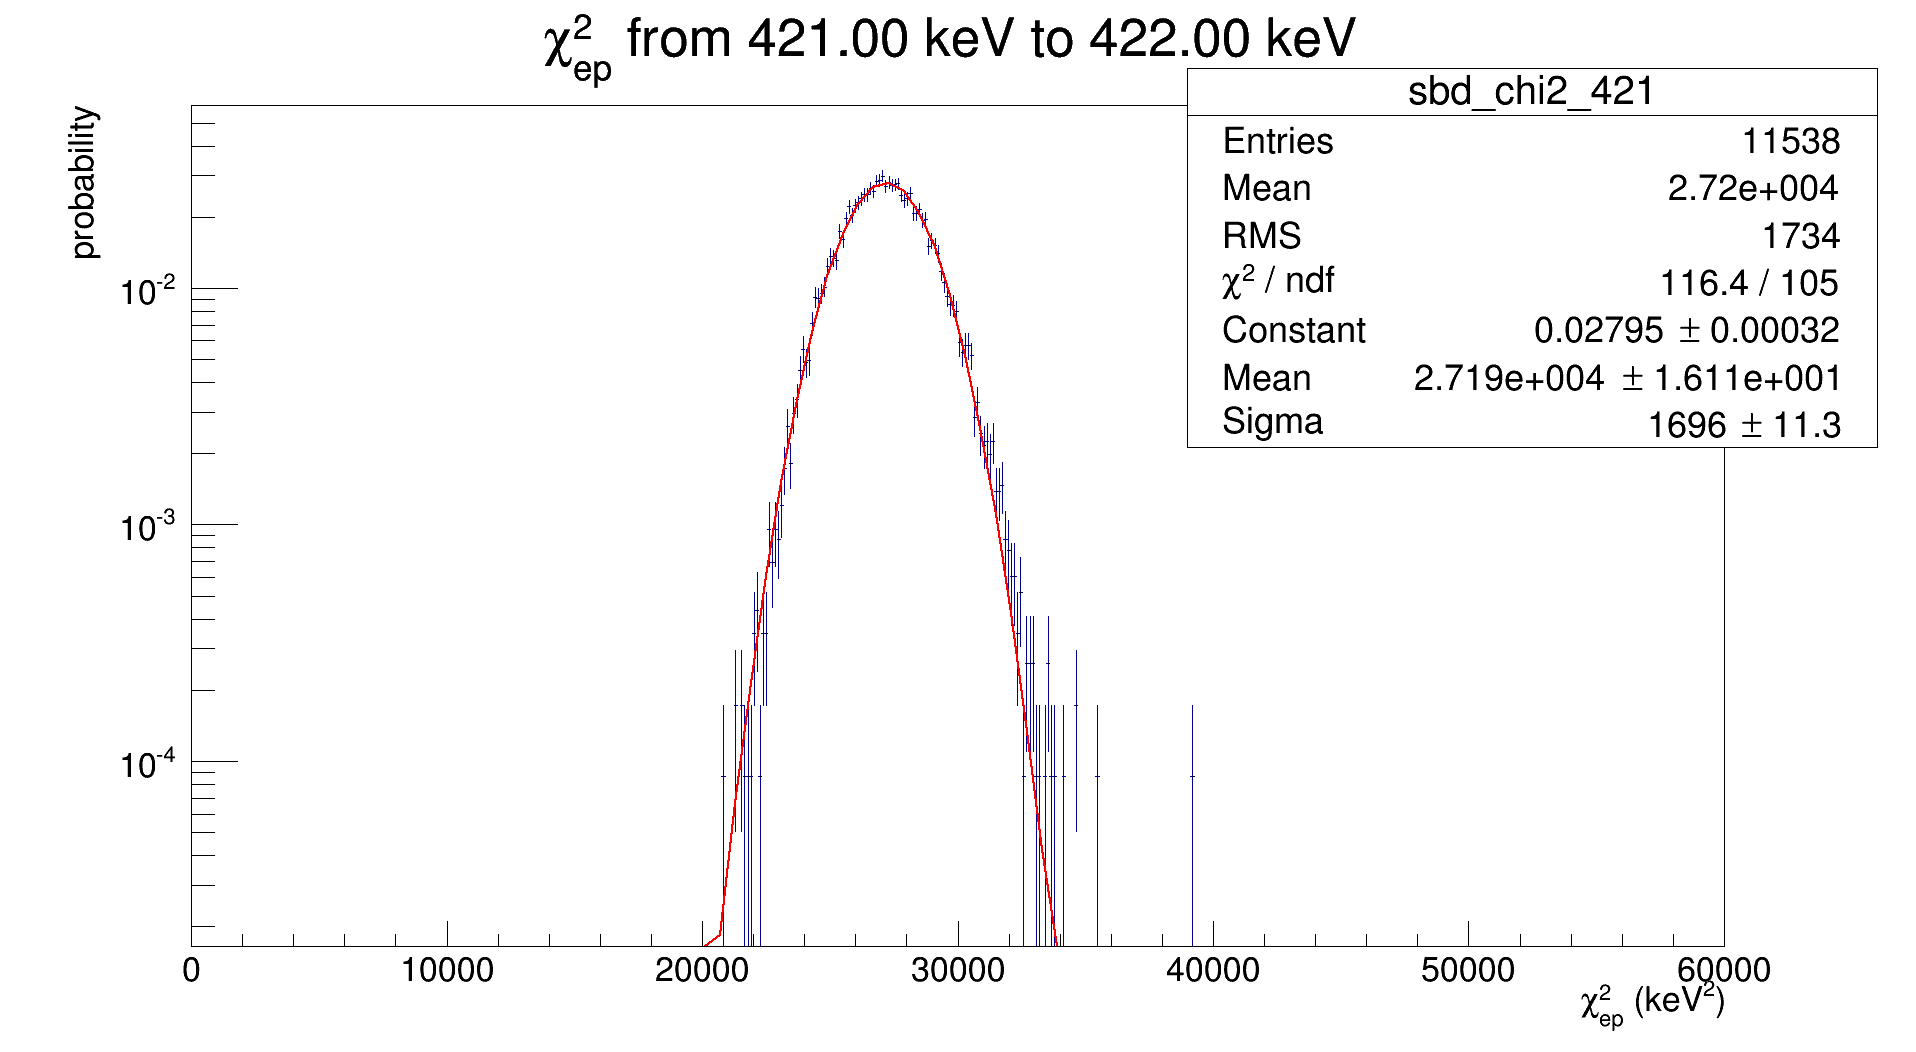 χ²ep from 421.00 keV to 422.00 keV
sbd_chi2_421
Entries 11538
Mean 2.72e+004
RMS 1734
χ² / ndf 116.4 / 105
Constant 0.02795 ± 0.00032
Mean 2.719e+004 ± 1.611e+001
Sigma 1696 ± 11.3
probability
10⁻²
10⁻³
10⁻⁴
0 10000 20000 30000 40000 50000 60000
χ²ep (keV²)